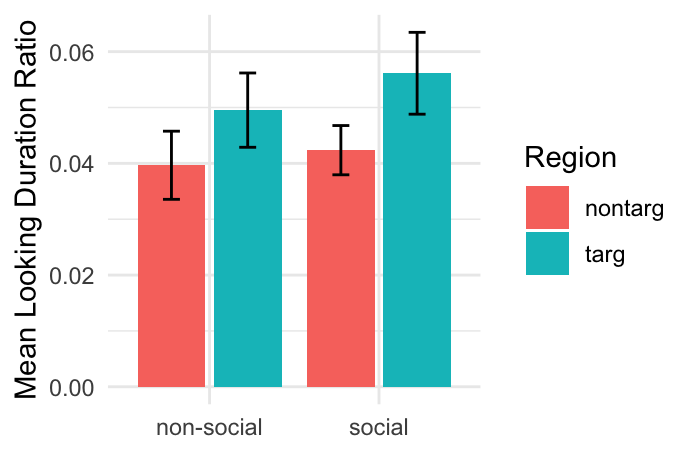 Mean Looking Duration Ratio
0.06
0.04
0.02
0.00
non-social
social
Region
nontarg
targ